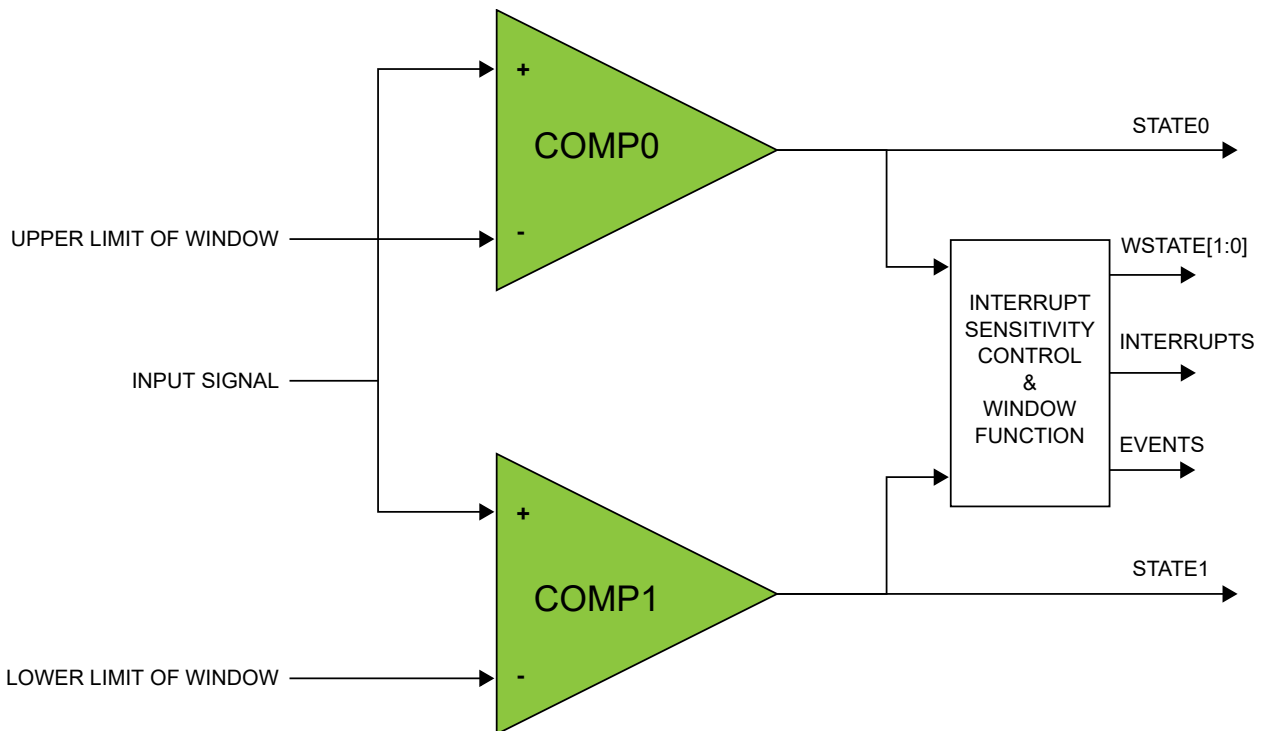 +
COMP0
-
STATE0
UPPER LIMIT OF WINDOW
WSTATE[1:0]
INTERRUPT
SENSITIVITY
CONTROL
&
WINDOW
FUNCTION
INTERRUPTS
INPUT SIGNAL
EVENTS
+
COMP1
-
STATE1
LOWER LIMIT OF WINDOW